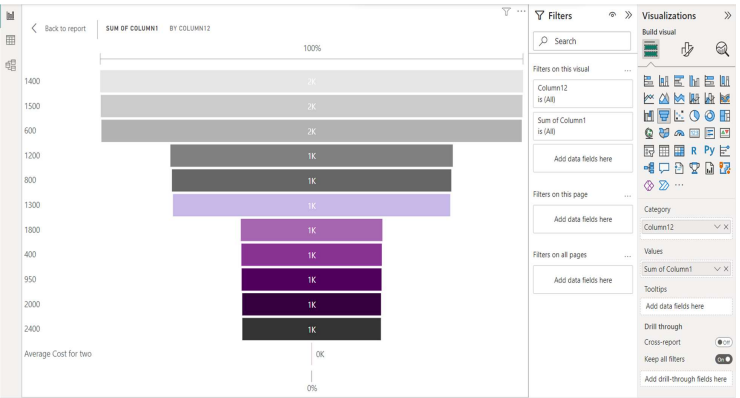 Back to report
SUM OF COLUMN1
BY COLUMN12
100%
1400
2K
1500
2K
600
2K
1200
1K
800
1K
1300
1K
1800
1K
400
1K
950
1K
2000
1K
2400
1K
Average Cost for two
0K
0%
Filters
Search
Filters on this visual
...
Column12
is (All)
Sum of Column1
is (All)
Add data fields here
Filters on this page
...
Add data fields here
Filters on all pages
...
Add data fields here
Visualizations
Build visual
R
Py
...
Category
Column12
Values
Sum of Column1
Tooltips
Add data fields here
Drill through
Cross-report
Off
Keep all filters
On
Add drill-through fields here